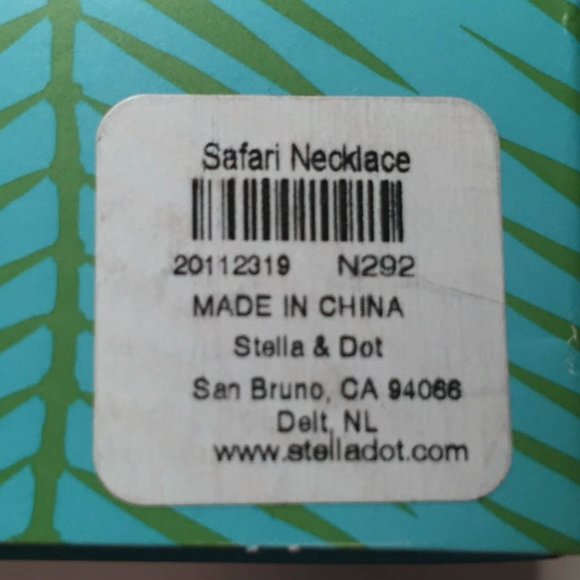 Safari Necklace
20112319 N292
MADE IN CHINA
Stella & Dot
San Bruno, CA 94066
Delt, NL
www.stelladot.com